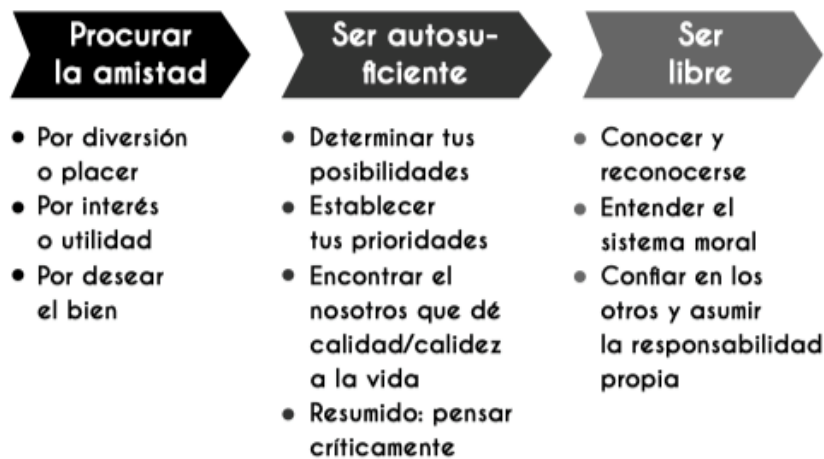 Procurar
la amistad
• Por diversión
o placer
• Por interés
o utilidad
• Por desear
el bien
Ser autosu-
ficiente
• Determinar tus
posibilidades
• Establecer
tus prioridades
• Encontrar el
nosotros que dé
calidad/calidez
a la vida
• Resumido: pensar
críticamente
Ser
libre
• Conocer y
reconocerse
• Entender el
sistema moral
• Confiar en los
otros y asumir
la responsabilidad
propia